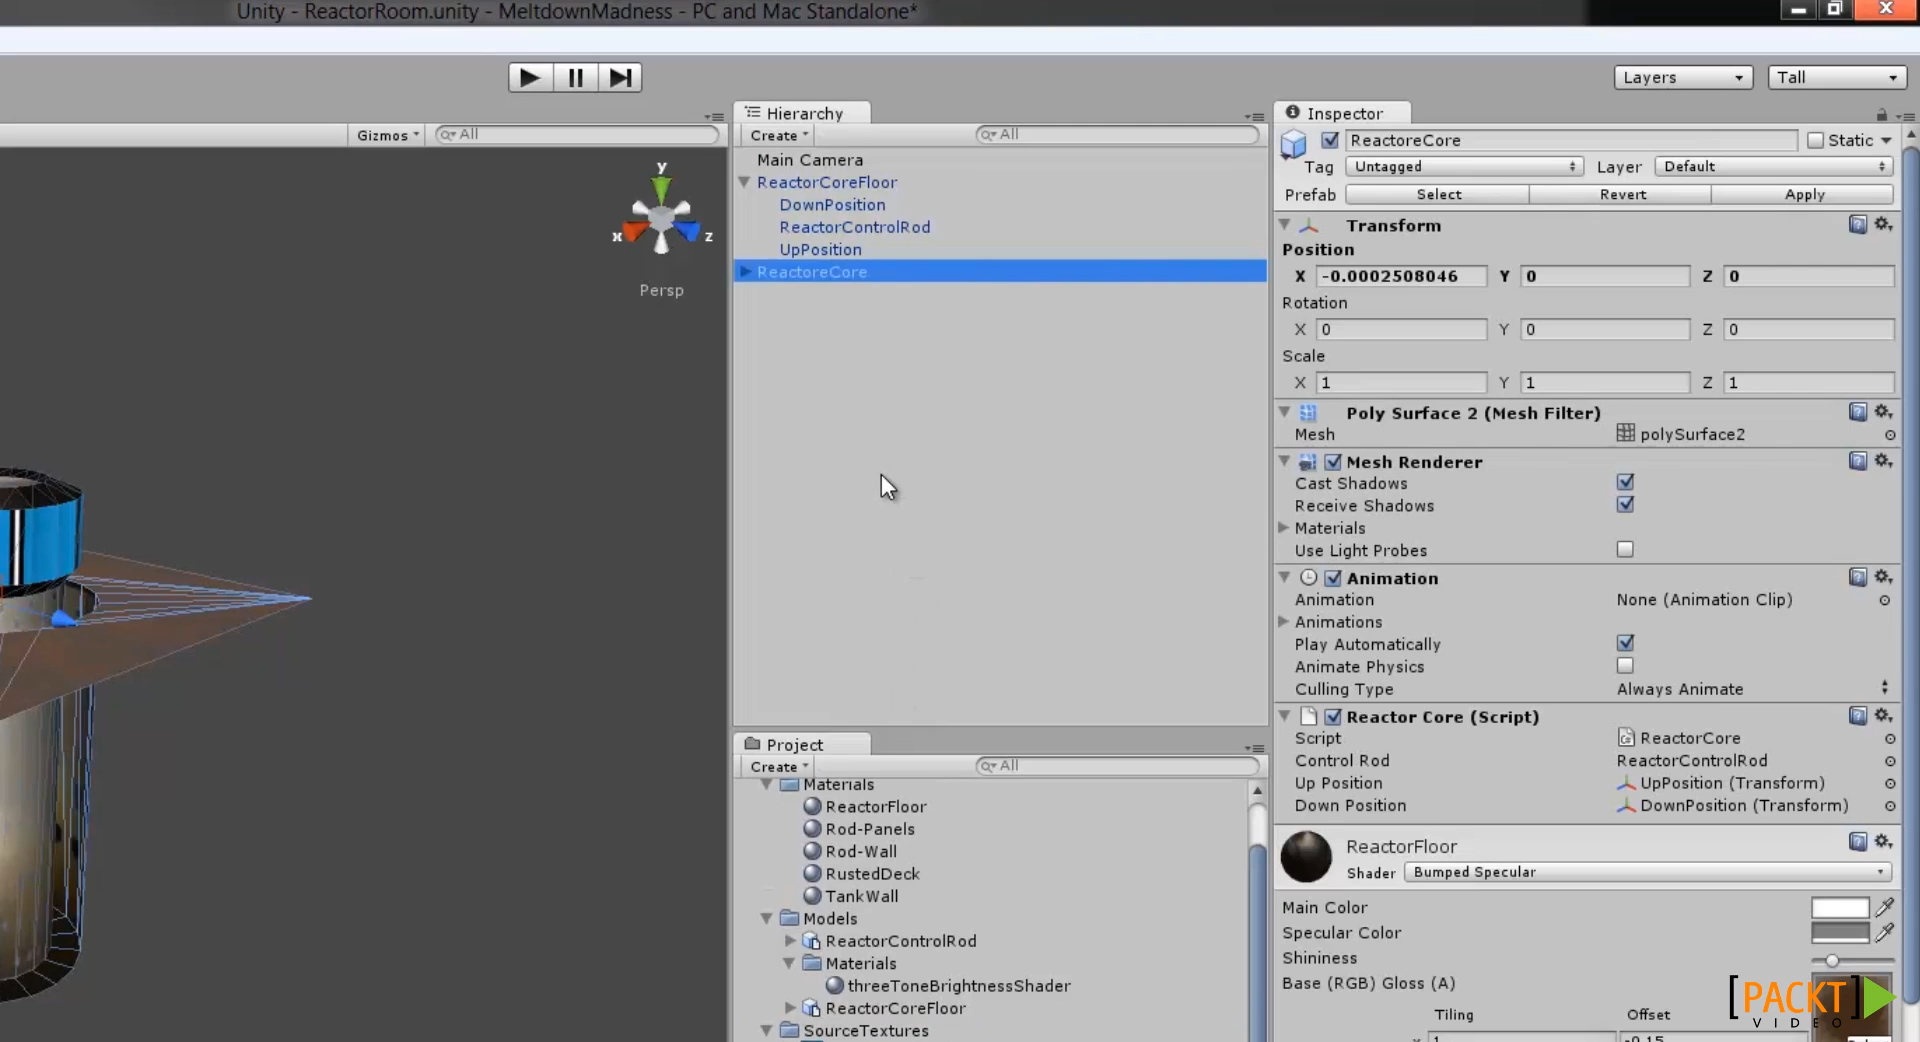 Unity - ReactorRoom.unity - MeltdownMadness - PC and Mac Standalone*
Layers
Tall
Gizmos
All
y
x
z
Persp
Hierarchy
Create
All
Main Camera
ReactorCoreFloor
DownPosition
ReactorControlRod
UpPosition
ReactoreCore
Project
Create
All
Materials
ReactorFloor
Rod-Panels
Rod-Wall
RustedDeck
TankWall
Models
ReactorControlRod
Materials
threeToneBrightnessShader
ReactorCoreFloor
SourceTextures
Inspector
ReactoreCore
Static
Tag Untagged Layer Default
Prefab Select Revert Apply
Transform
Position
X -0.0002508046 Y 0 Z 0
Rotation
X 0 Y 0 Z 0
Scale
X 1 Y 1 Z 1
Poly Surface 2 (Mesh Filter)
Mesh polySurface2
Mesh Renderer
Cast Shadows
Receive Shadows
Materials
Use Light Probes
Animation
Animation None (Animation Clip)
Animations
Play Automatically
Animate Physics
Culling Type Always Animate
Reactor Core (Script)
Script ReactorCore
Control Rod ReactorControlRod
Up Position UpPosition (Transform)
Down Position DownPosition (Transform)
ReactorFloor
Shader Bumped Specular
Main Color
Specular Color
Shininess
Base (RGB) Gloss (A)
Tiling Offset
[PACKT]
VIDEO